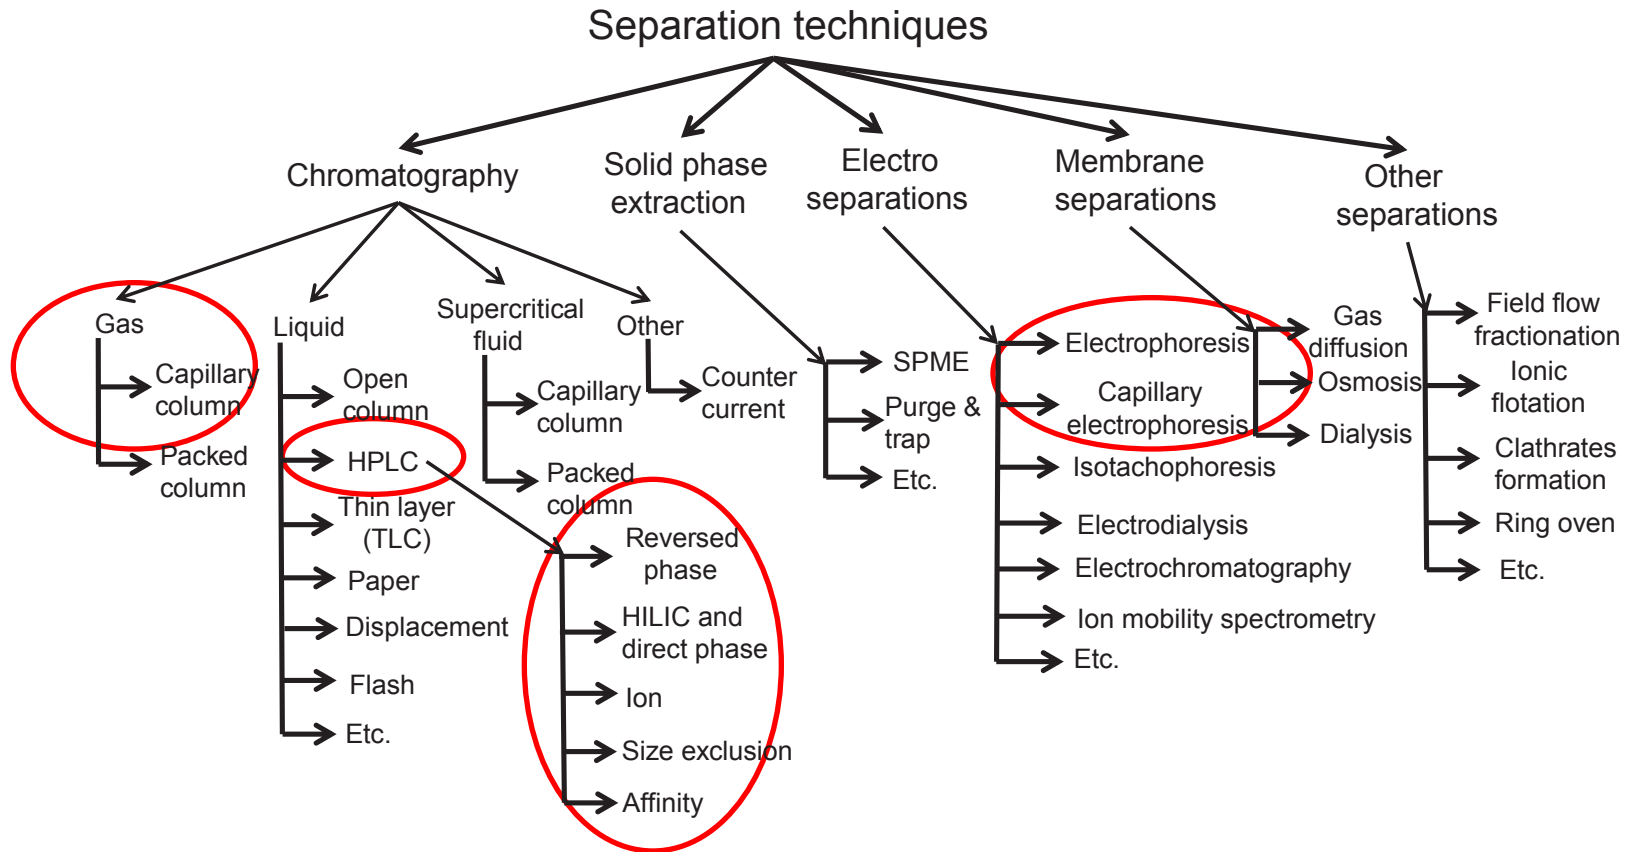 Separation techniques
Chromatography
Solid phase
extraction
Electro
separations
Membrane
separations
Other
separations
Gas
Capillary
column
Packed
column
Liquid
Open
column
HPLC
Thin layer
(TLC)
Paper
Displacement
Flash
Etc.
Supercritical
fluid
Capillary
column
Packed
column
Other
Counter
current
Reversed
phase
HILIC and
direct phase
Ion
Size exclusion
Affinity
SPME
Purge &
trap
Etc.
Electrophoresis
Capillary
electrophoresis
Isotachophoresis
Electrodialysis
Electrochromatography
Ion mobility spectrometry
Etc.
Gas
diffusion
Osmosis
Dialysis
Field flow
fractionation
Ionic
flotation
Clathrates
formation
Ring oven
Etc.